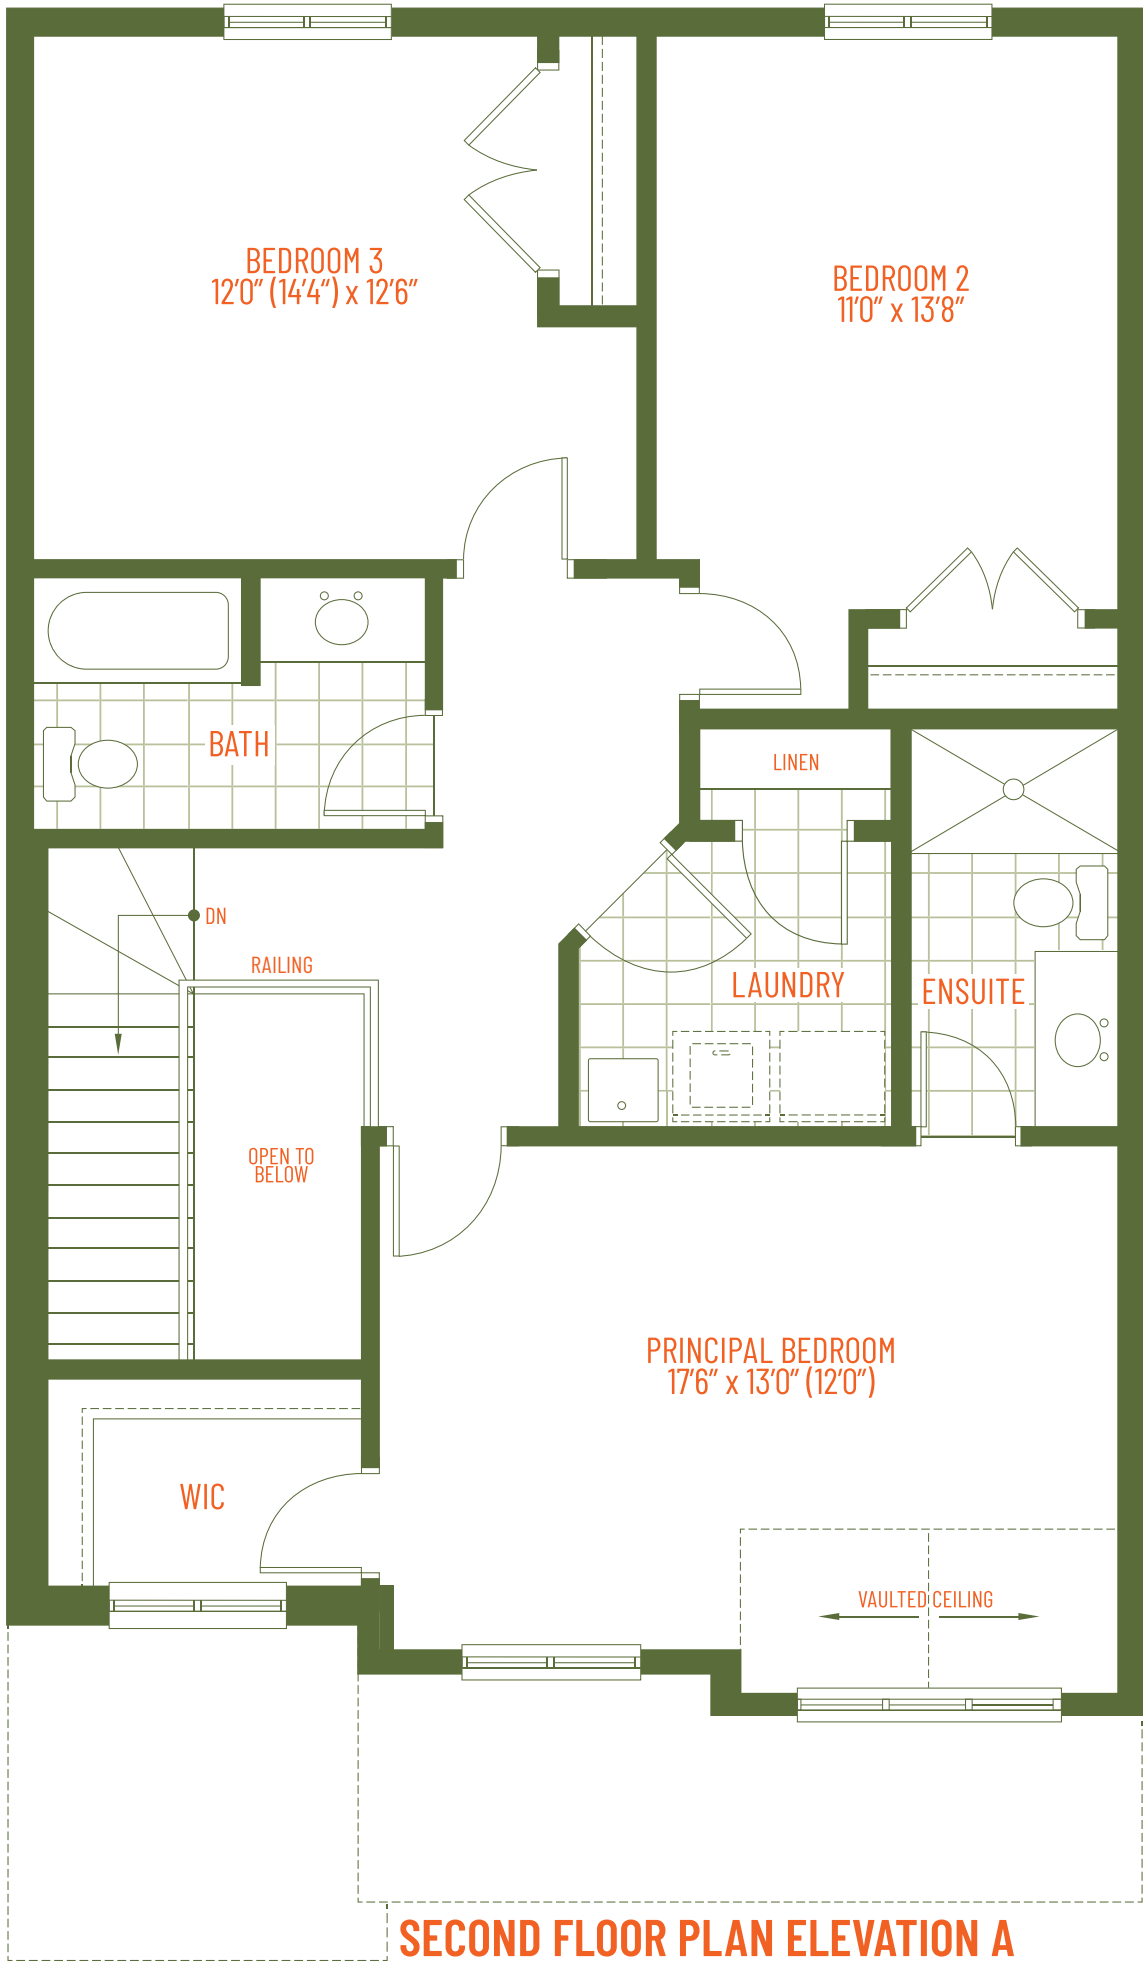 BEDROOM 3
12'0" (14'4") x 12'6"
BEDROOM 2
11'0" x 13'8"
BATH
LINEN
DN
RAILING
LAUNDRY
ENSUITE
OPEN TO
BELOW
PRINCIPAL BEDROOM
17'6" x 13'0" (12'0")
WIC
VAULTED CEILING
SECOND FLOOR PLAN ELEVATION A